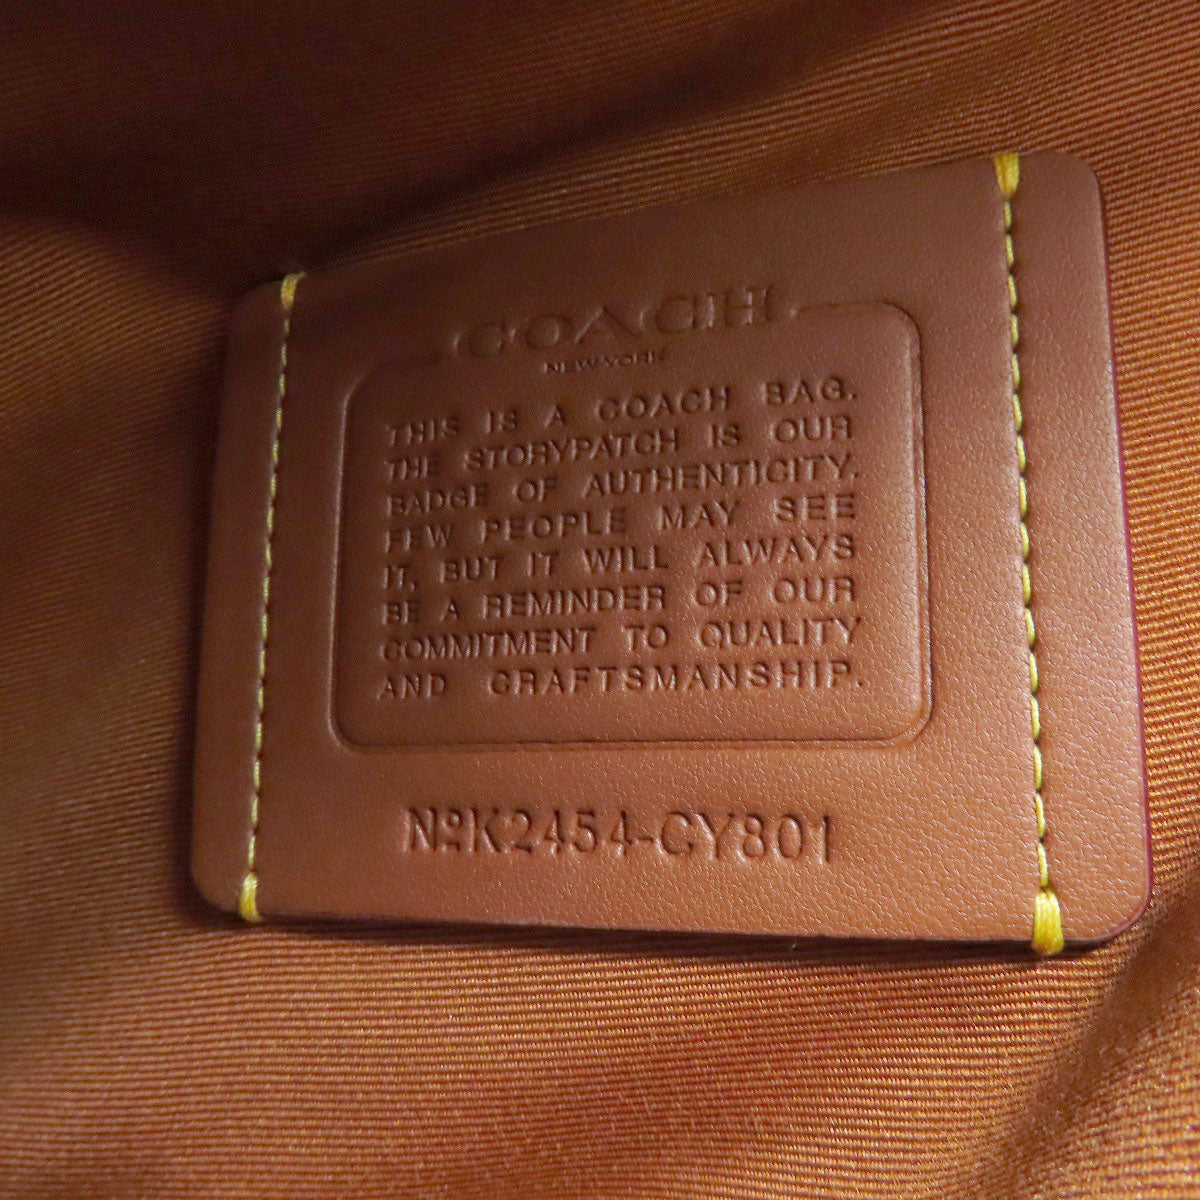 COACH
NEW YORK
THIS IS A COACH BAG.
THE STORYPATCH IS OUR
BADGE OF AUTHENTICITY.
FEW PEOPLE MAY SEE
IT, BUT IT WILL ALWAYS
BE A REMINDER OF OUR
COMMITMENT TO QUALITY
AND CRAFTSMANSHIP.
NºK2454-CY801